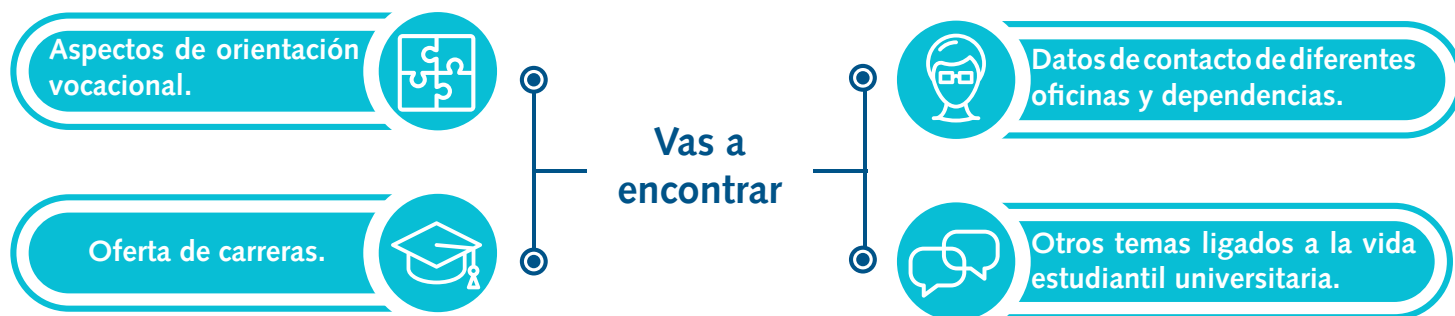 Aspectos de orientación
vocacional.
Oferta de carreras.
Vas a
encontrar
Datos de contacto de diferentes
oficinas y dependencias.
Otros temas ligados a la vida
estudiantil universitaria.